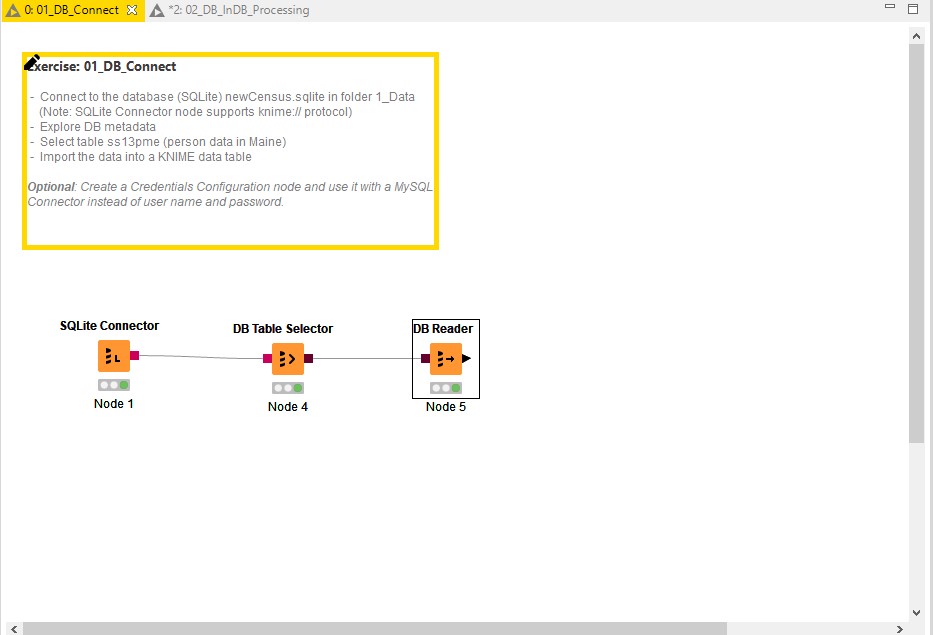 0: 01_DB_Connect *2: 02_DB_InDB_Processing
Exercise: 01_DB_Connect
- Connect to the database (SQLite) newCensus.sqlite in folder 1_Data
(Note: SQLite Connector node supports knime:// protocol)
- Explore DB metadata
- Select table ss13pme (person data in Maine)
- Import the data into a KNIME data table
Optional: Create a Credentials Configuration node and use it with a MySQL
Connector instead of user name and password.
SQLite Connector DB Table Selector DB Reader
L
Node 1 Node 4 Node 5